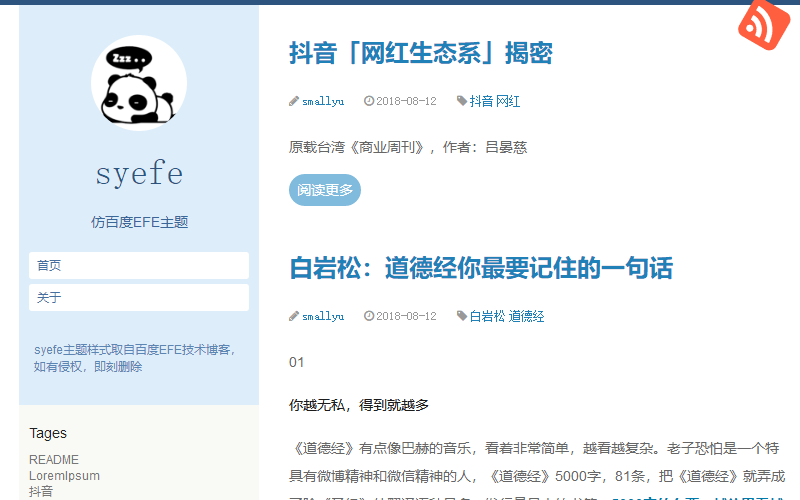 Zzz..
syefe
仿百度EFE主题
首页
关于
syefe主题样式取自百度EFE技术博客，
如有侵权，即刻删除
Tages
README
LoremIpsum
抖音
抖音「网红生态系」揭密
smallyu 2018-08-12 抖音 网红
原载台湾《商业周刊》，作者：吕晏慈
阅读更多
白岩松：道德经你最要记住的一句话
smallyu 2018-08-12 白岩松 道德经
01
你越无私，得到就越多
《道德经》有点像巴赫的音乐，看着非常简单，越看越复杂。老子恐怕是一个特
具有微博精神和微信精神的人，《道德经》5000字，81条，把《道德经》就弄成